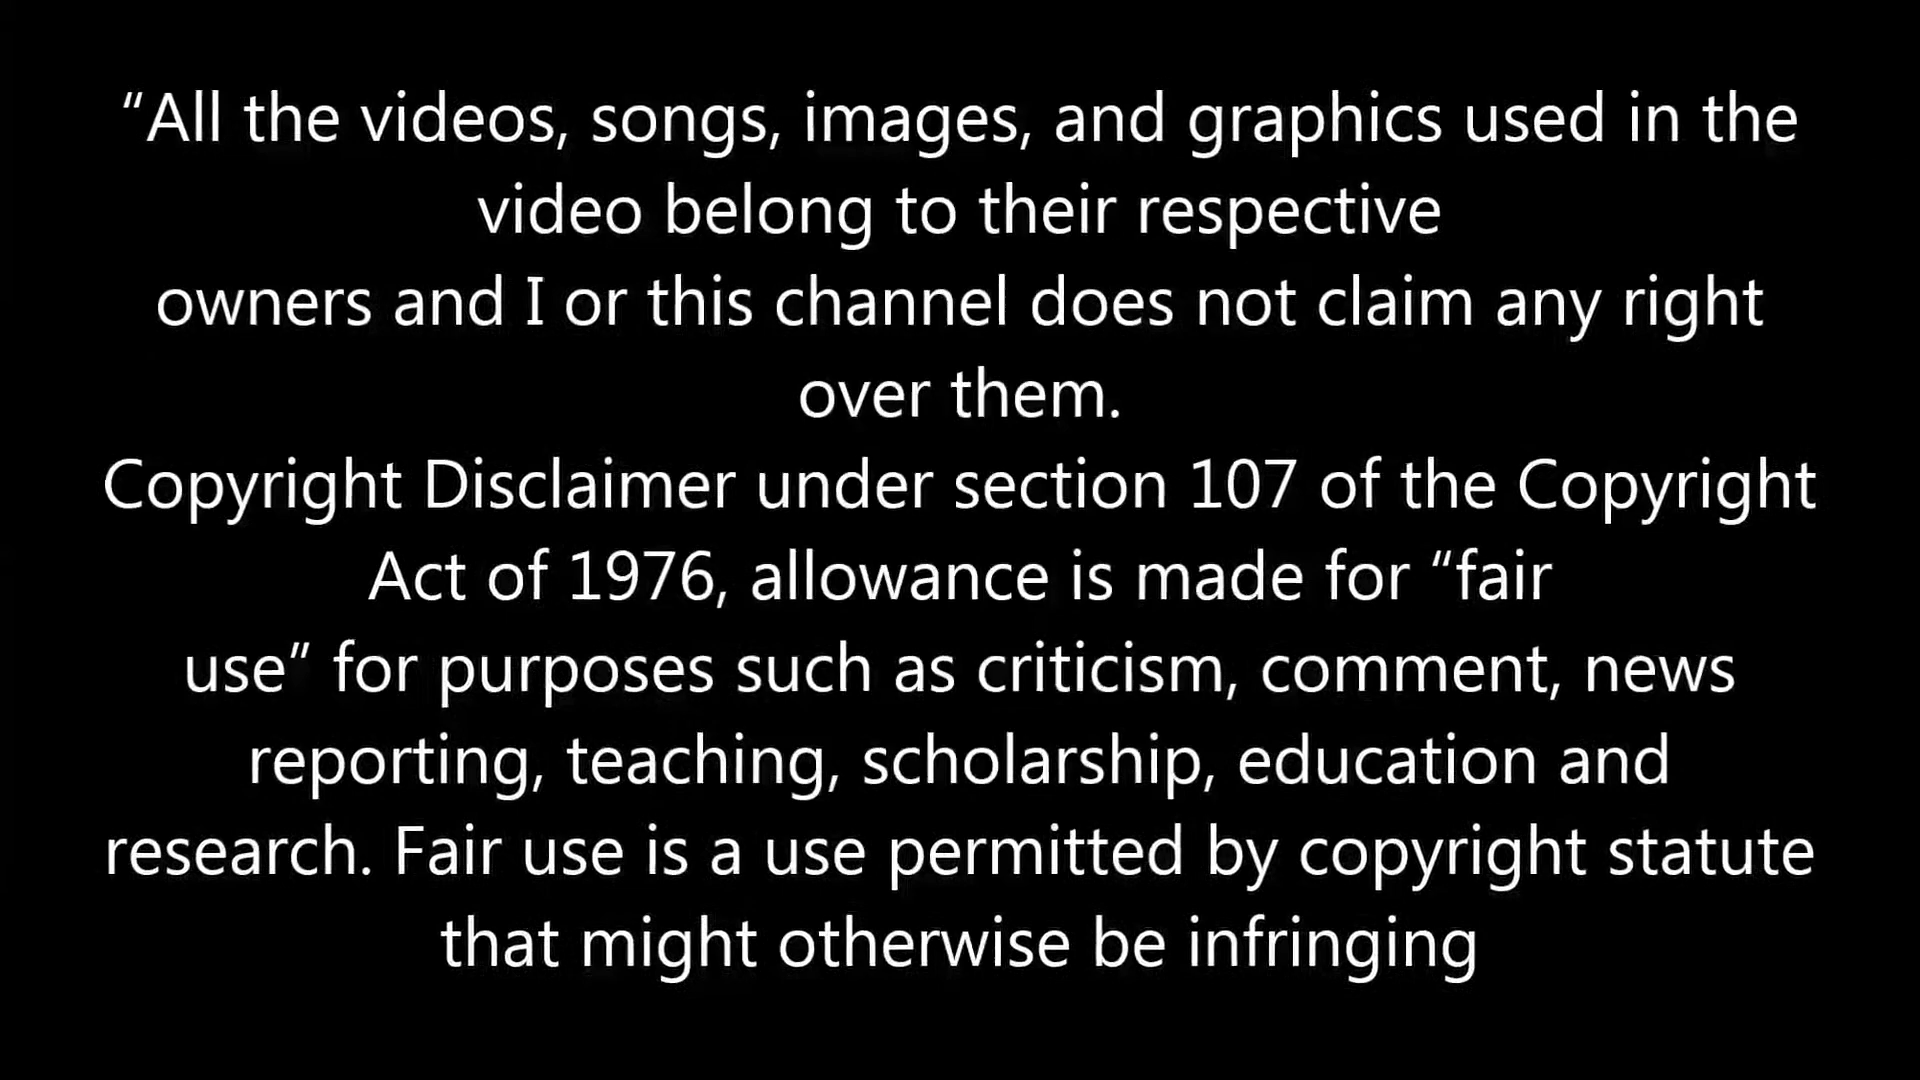 “All the videos, songs, images, and graphics used in the
video belong to their respective
owners and I or this channel does not claim any right
over them.
Copyright Disclaimer under section 107 of the Copyright
Act of 1976, allowance is made for “fair
use” for purposes such as criticism, comment, news
reporting, teaching, scholarship, education and
research. Fair use is a use permitted by copyright statute
that might otherwise be infringing